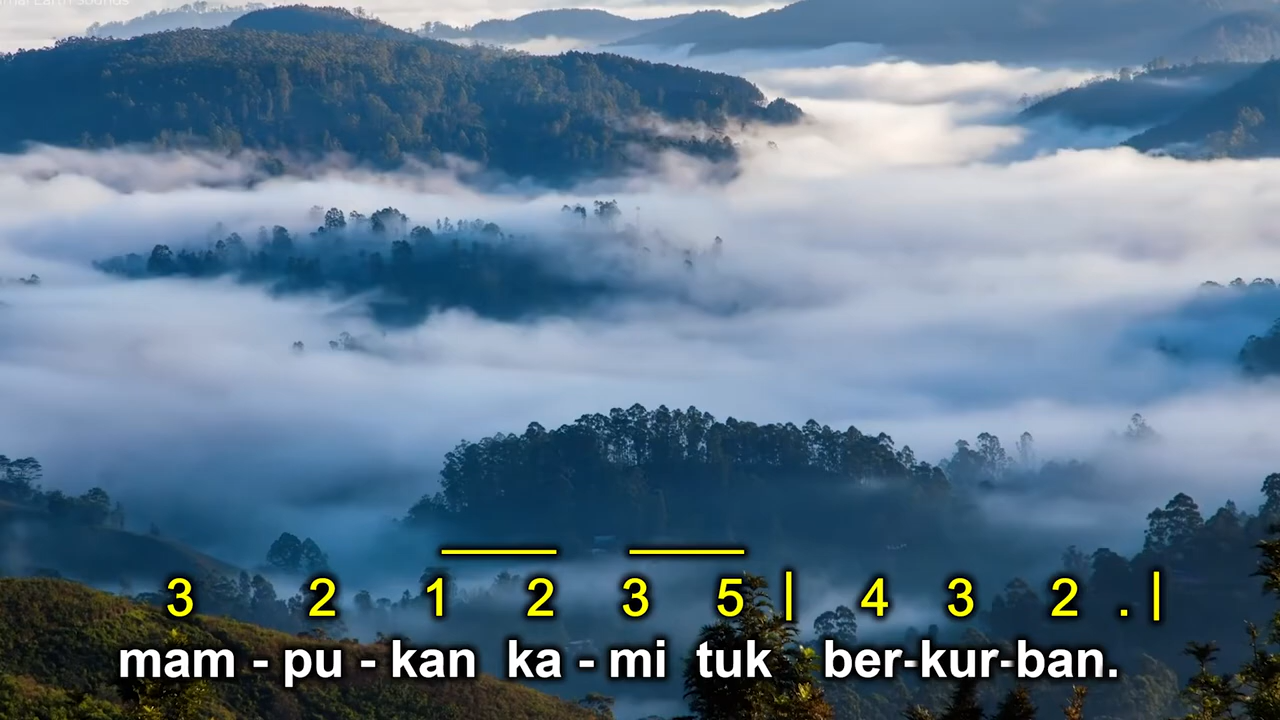 3 2 1 2 3 5 | 4 3 2 . |
mam - pu - kan ka - mi tuk ber-kur-ban.